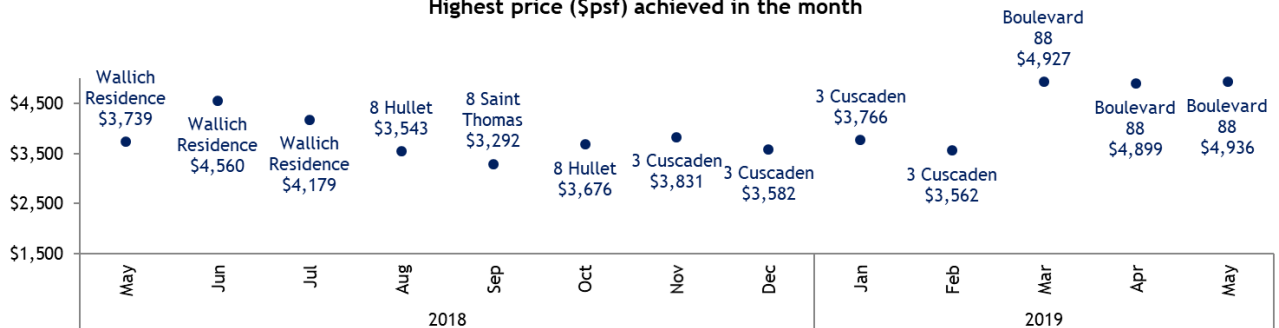 Highest price ($psf) achieved in the month
$4,500
$3,500
$2,500
$1,500
Wallich
Residence
$3,739
Wallich
Residence
$4,560
Wallich
Residence
$4,179
8 Hullet
$3,543
8 Saint
Thomas
$3,292
8 Hullet
$3,676
3 Cuscaden
$3,831
3 Cuscaden
$3,582
3 Cuscaden
$3,766
3 Cuscaden
$3,562
Boulevard
88
$4,927
Boulevard
88
$4,899
Boulevard
88
$4,936
May
Jun
Jul
Aug
Sep
Oct
Nov
Dec
Jan
Feb
Mar
Apr
May
2018
2019